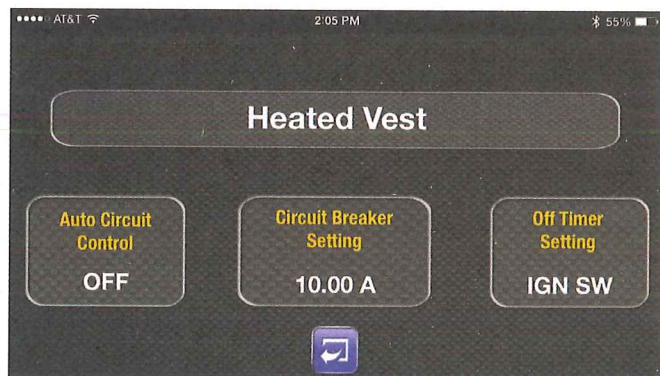 AT&T 2:05 PM 55%
Heated Vest
Auto Circuit
Control
OFF
Circuit Breaker
Setting
10.00 A
Off Timer
Setting
IGN SW